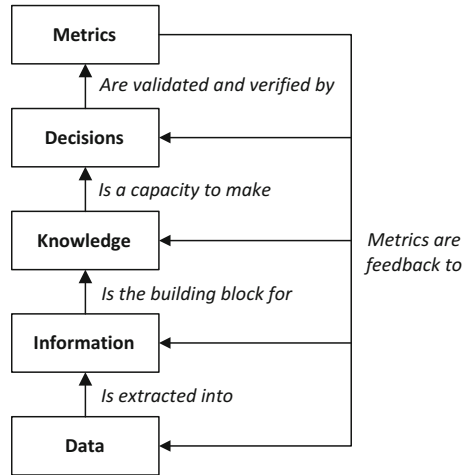 Metrics
Are validated and verified by
Decisions
Is a capacity to make
Knowledge
Metrics are
feedback to
Is the building block for
Information
Is extracted into
Data